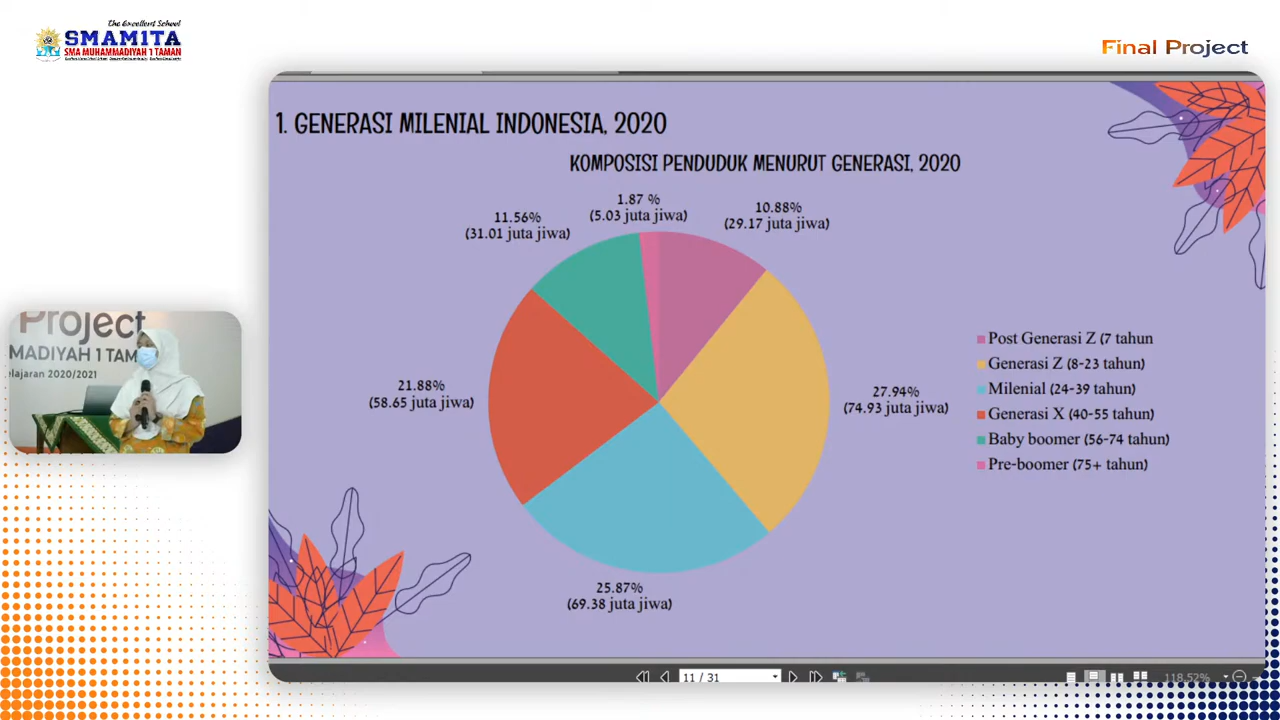 The Excellent School
SMAMITA
SMA MUHAMMADIYAH 1 TAMAN
Final Project
1. GENERASI MILENIAL INDONESIA, 2020
KOMPOSISI PENDUDUK MENURUT GENERASI, 2020
1.87 %
(5.03 juta jiwa)
10.88%
(29.17 juta jiwa)
11.56%
(31.01 juta jiwa)
21.88%
(58.65 juta jiwa)
27.94%
(74.93 juta jiwa)
25.87%
(69.38 juta jiwa)
Post Generasi Z (7 tahun
Generasi Z (8-23 tahun)
Milenial (24-39 tahun)
Generasi X (40-55 tahun)
Baby boomer (56-74 tahun)
Pre-boomer (75+ tahun)
Project
MADIYAH 1 TAM
elajaran 2020/2021
11 / 31
118.52%